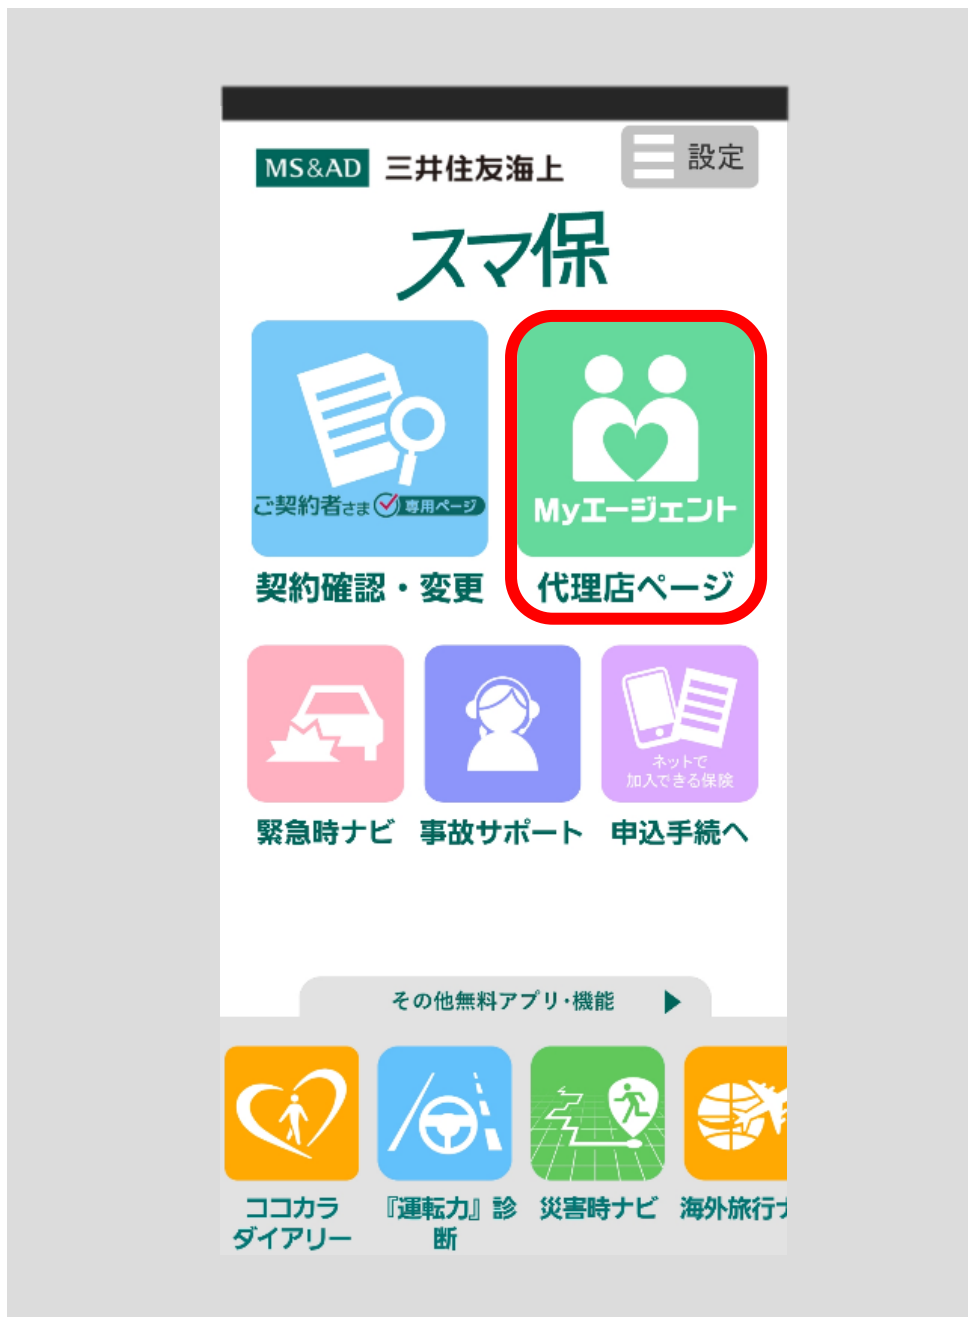 MS&AD 三井住友海上
設定
スマ保
ご契約者さま 専用ページ
契約確認・変更
Myエージェント
代理店ページ
緊急時ナビ
事故サポート
ネットで
加入できる保険
申込手続へ
その他無料アプリ・機能
ココカラ
ダイアリー
『運転力』診
断
災害時ナビ
海外旅行ナ